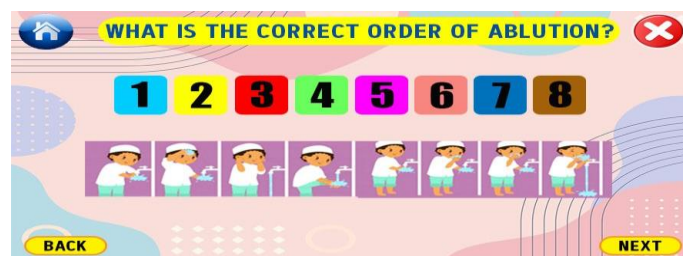 WHAT IS THE CORRECT ORDER OF ABLUTION?
1 2 3 4 5 6 7 8
BACK NEXT